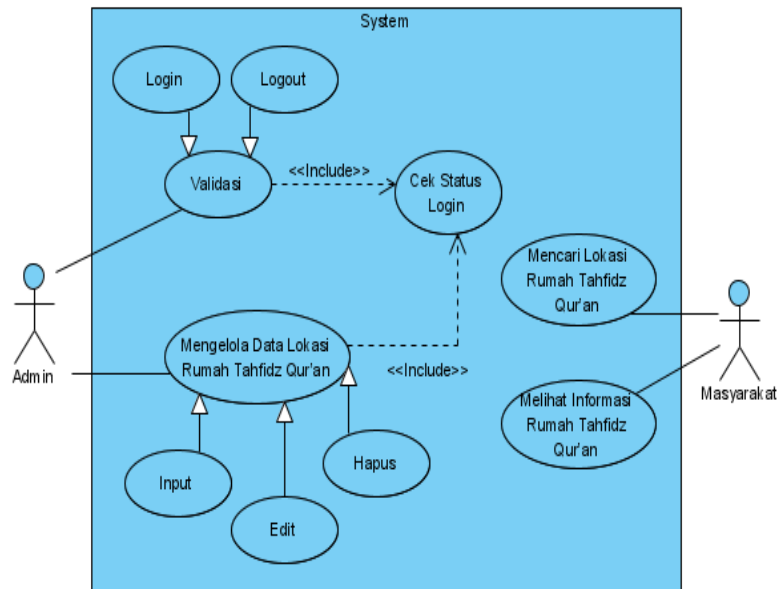 System
Login
Logout
Validasi
<<Include>>
Cek Status
Login
Mencari Lokasi
Rumah Tahfidz
Qur'an
Admin
Mengelola Data Lokasi
Rumah Tahfidz Qur'an
<<Include>>
Masyarakat
Melihat Informasi
Rumah Tahfidz
Qur'an
Input
Edit
Hapus